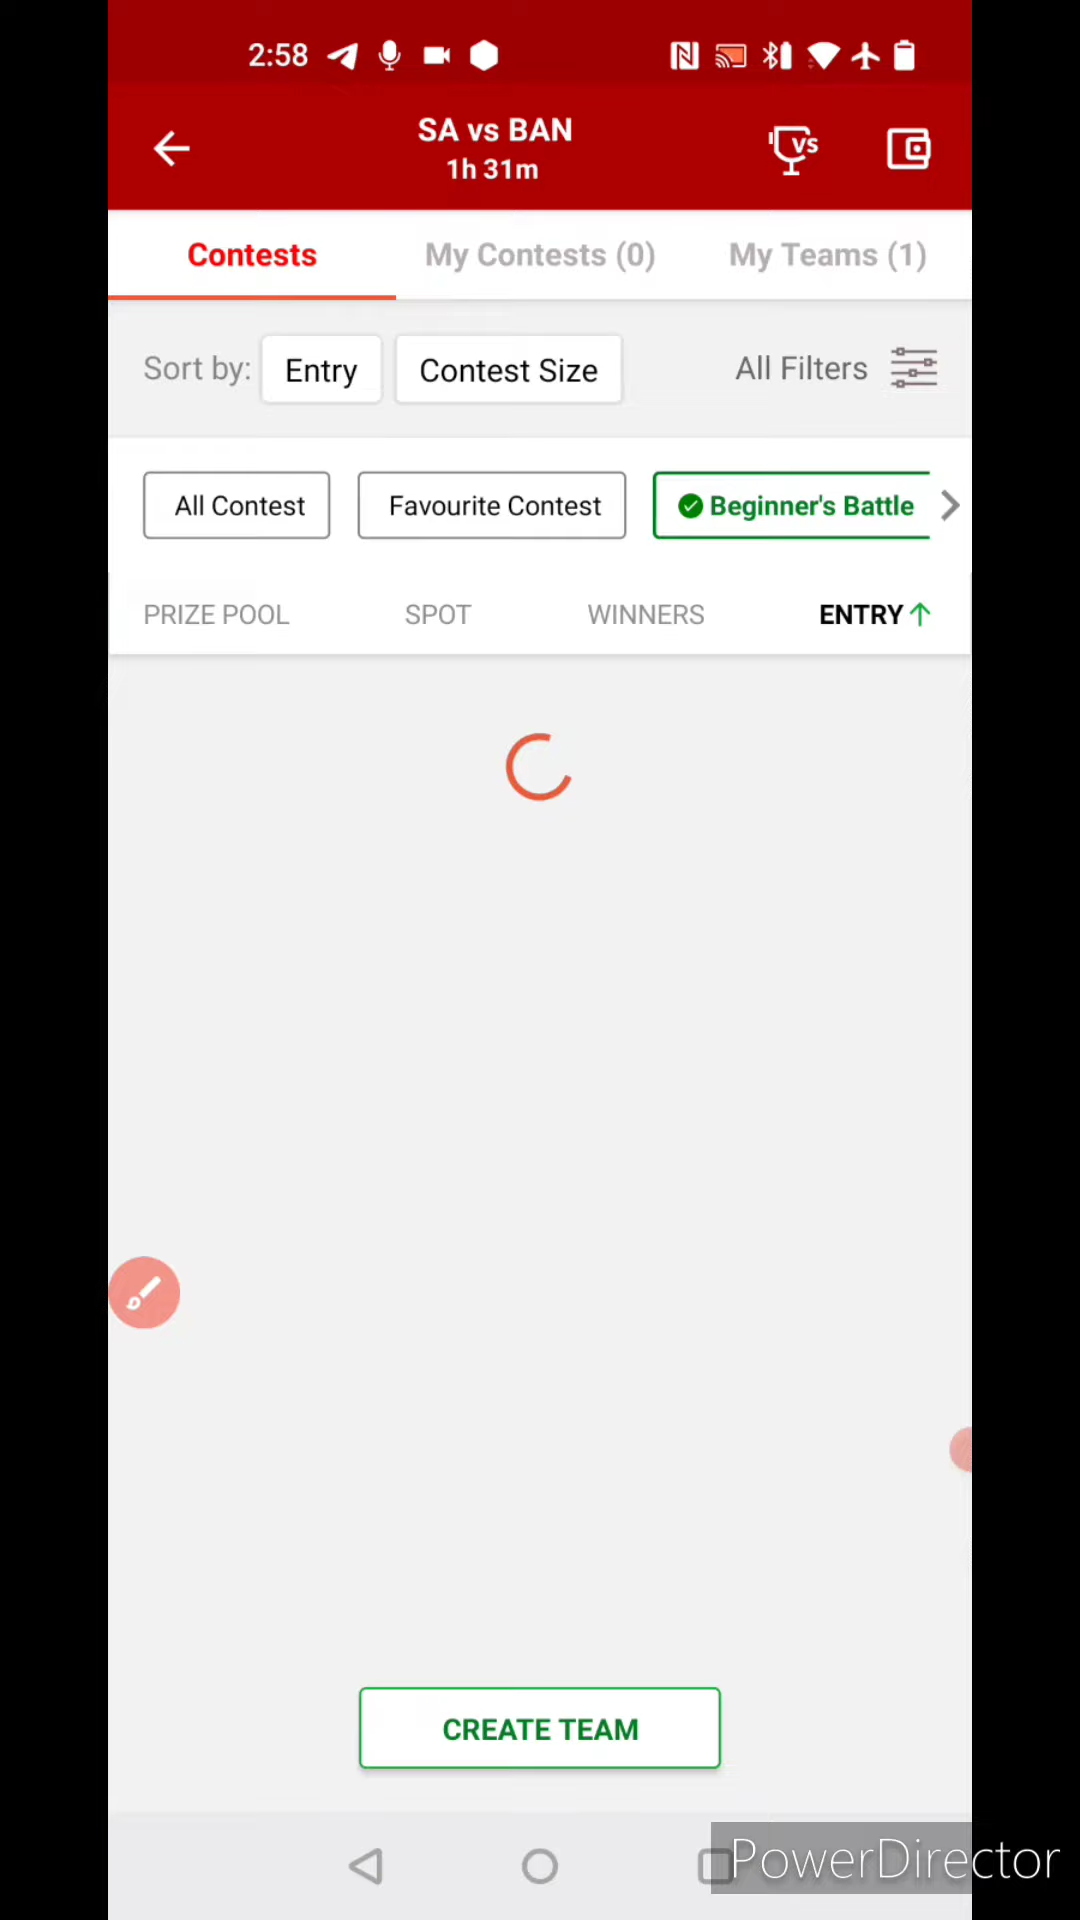 2:58
SA vs BAN
1h 31m
VS
Contests
My Contests (0)
My Teams (1)
Sort by:
Entry
Contest Size
All Filters
All Contest
Favourite Contest
Beginner's Battle
PRIZE POOL
SPOT
WINNERS
ENTRY
CREATE TEAM
PowerDirector